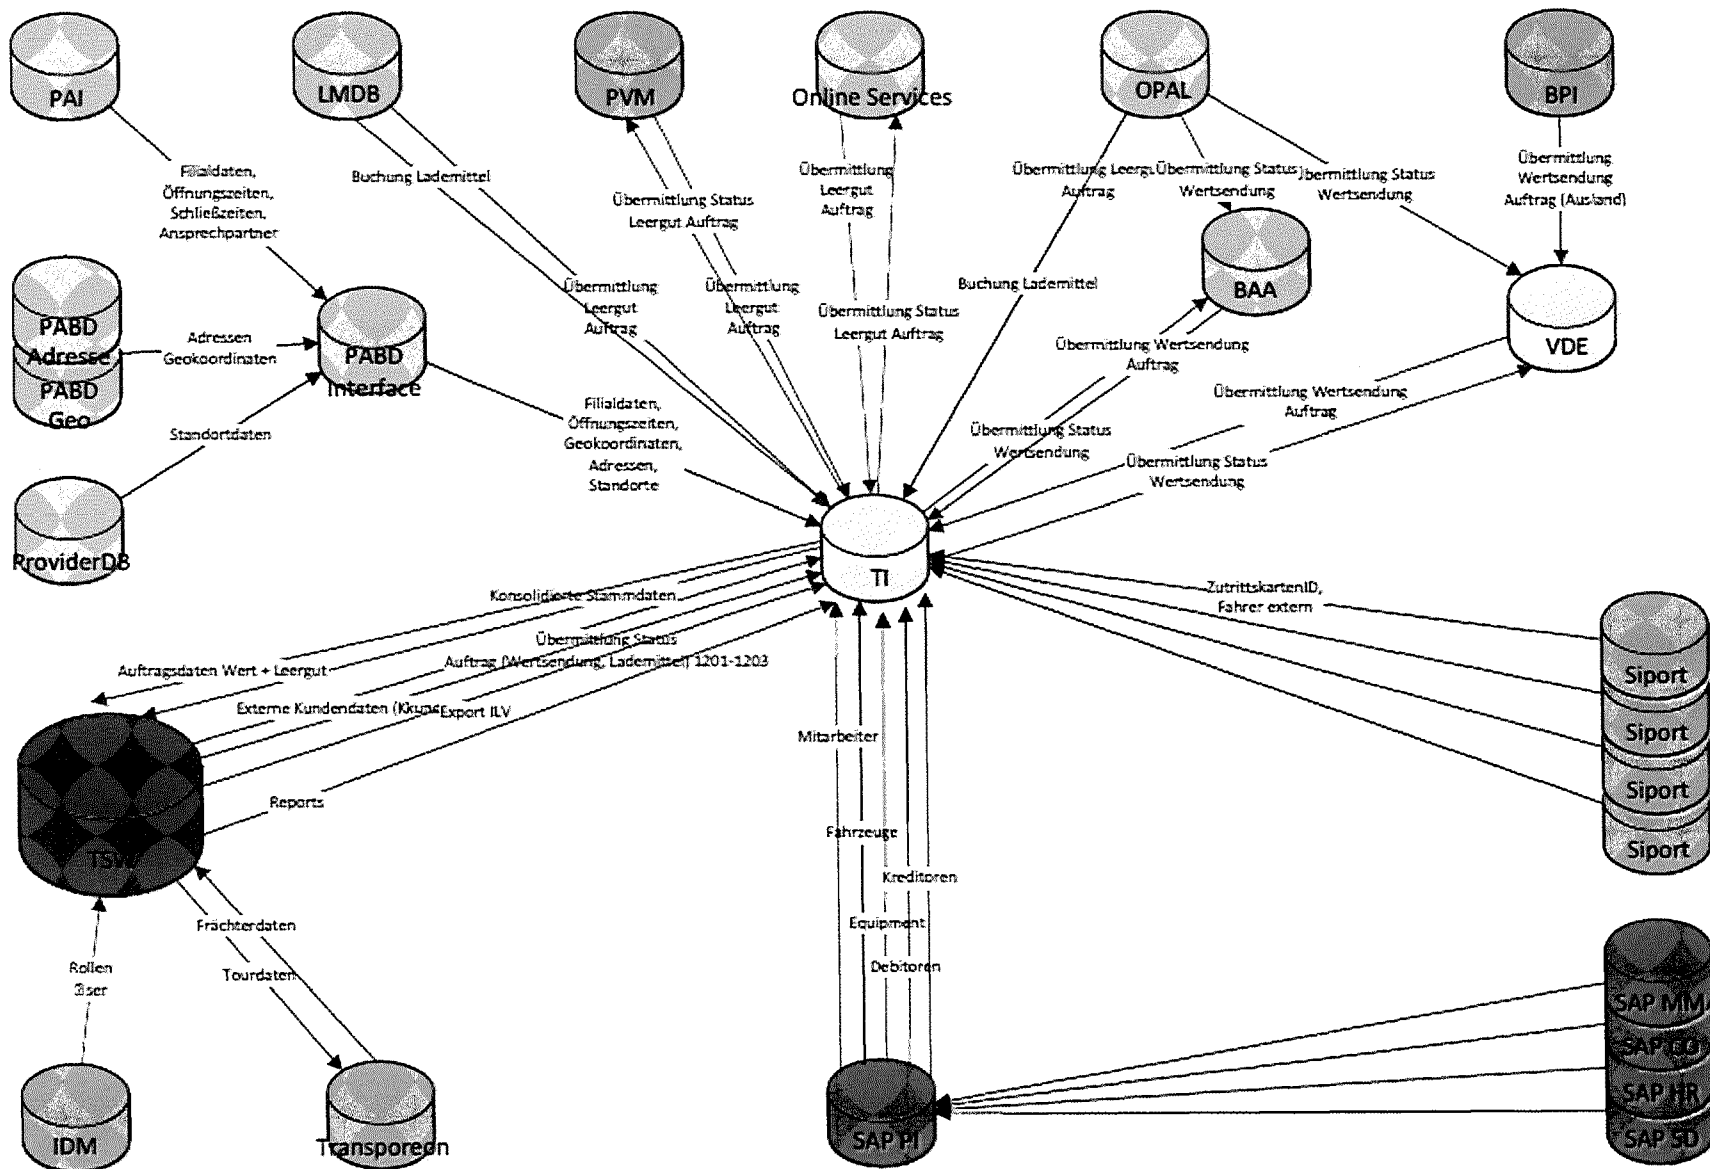 PAI
LMDB
PVM
Online Services
OPAL
BPI
Filialdaten,
Öffnungszeiten,
Schließzeiten,
Ansprechpartner
Buchung Lademittel
Übermittlung Status
Leergut Auftrag
Übermittlung
Leergut
Auftrag
Übermittlung
Auftrag
Übermittlung Status
Wertsendung
Übermittlung Status
Wertsendung
Übermittlung
Wertsendung
Auftrag (Ausland)
PABD
Adresse
PABD
Geo
Adressen
Geokoordinaten
PABD
Interface
Übermittlung
Leergut
Auftrag
Übermittlung
Leergut
Auftrag
Übermittlung Status
Leergut Auftrag
Buchung Lademittel
BAA
VDE
Übermittlung Wertsendung
Auftrag
Übermittlung Wertsendung
Auftrag
Standortdaten
Filialdaten,
Öffnungszeiten,
Geokoordinaten,
Adressen,
Standorte
Übermittlung Status
Wertsendung
Übermittlung Status
Wertsendung
ProviderDB
TI
Konsolidierte Stammdaten
ZutrittskartenID,
Fahrer extern
Übermittlung Status
Auftrag (Wertsendung, Lademittel) 1201-1203
Auftragsdaten Wert + Leergut
Externe Kundendaten
Export ILV
Mitarbeiter
Siport
Siport
Siport
Siport
Reports
Fahrzeuge
TSW
Kreditoren
Frächterdaten
Equipment
Rollen
Tourdaten
Debitoren
SAP MM
SAP CO
SAP HR
SAP SD
IDM
Transporeon
SAP PI